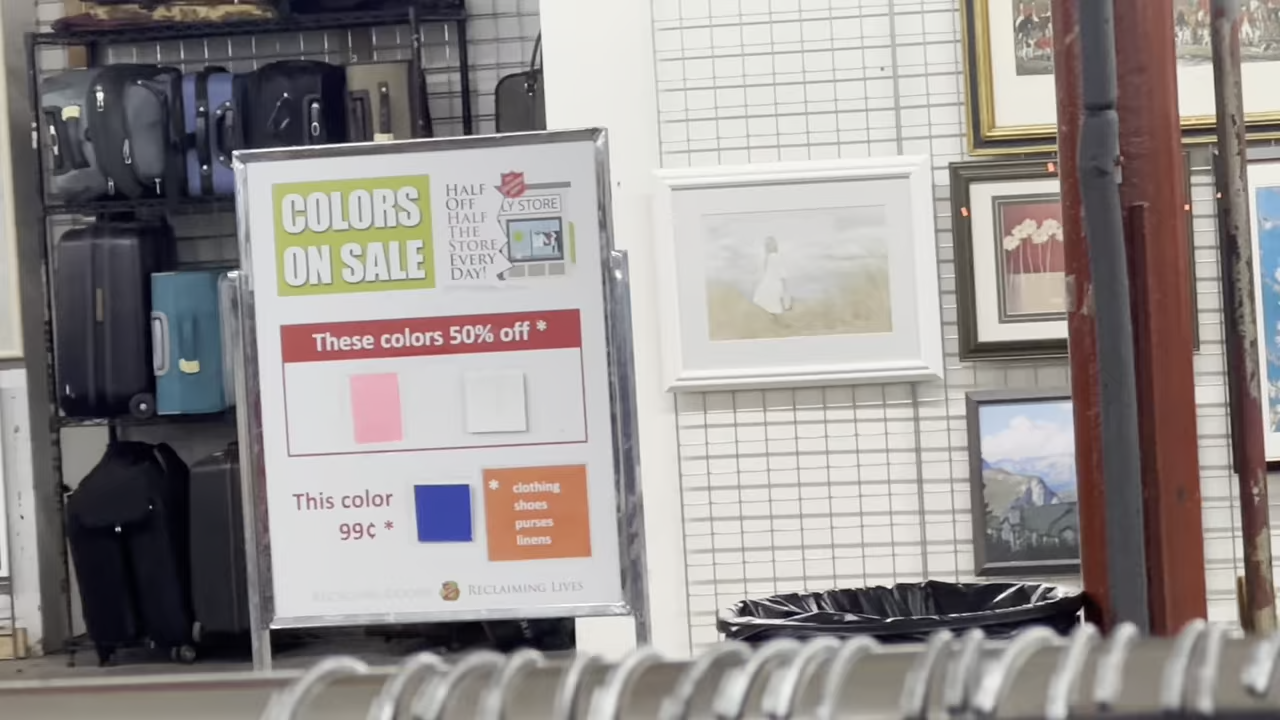 COLORS
ON SALE
HALF
OFF
HALF
THE
STORE
EVERY
DAY!
LY STORE
These colors 50% off *
This color
99¢ *
* clothing
shoes
purses
linens
RECLAIMING LIVES